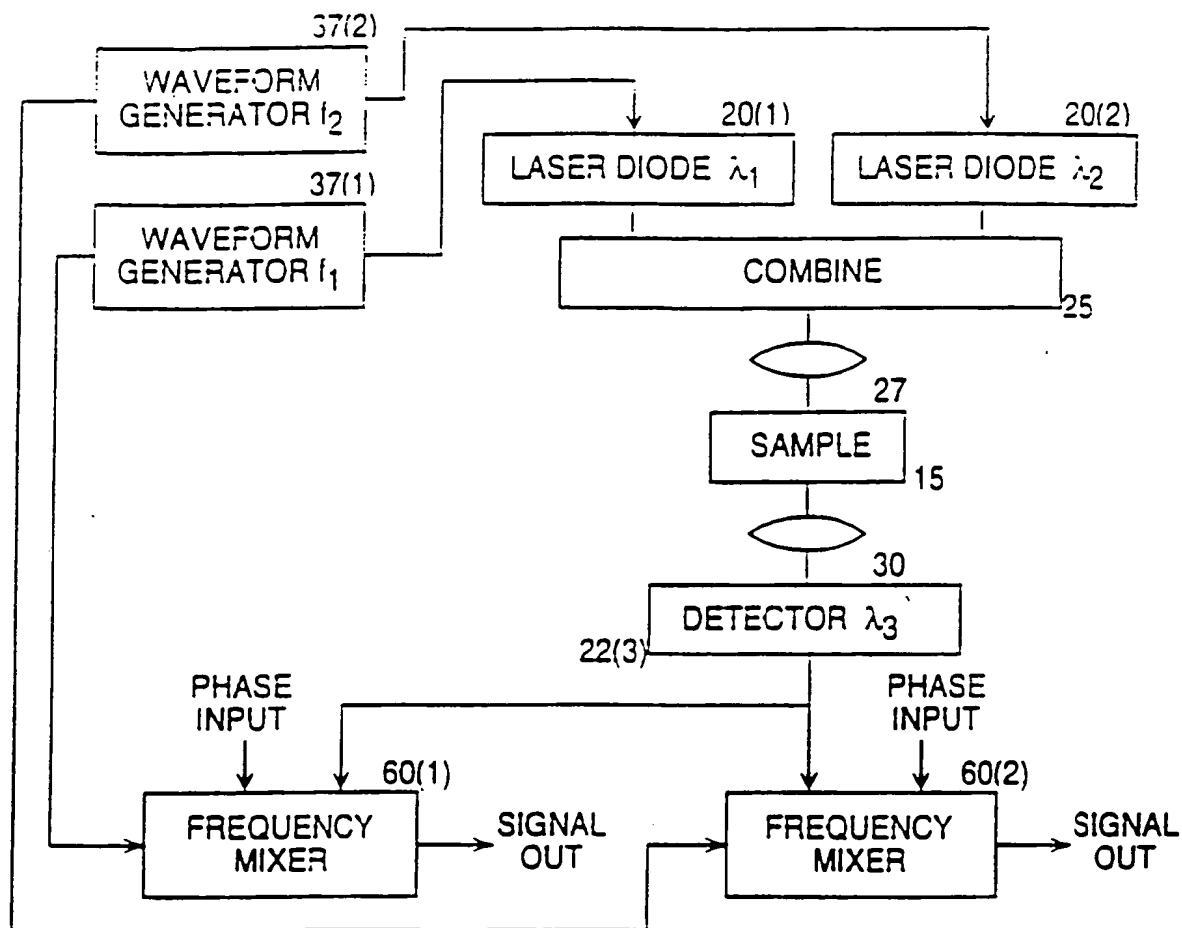 37(2)
WAVEFORM
GENERATOR f₂
20(1)
20(2)
LASER DIODE λ₁
LASER DIODE λ₂
37(1)
WAVEFORM
GENERATOR f₁
COMBINE
25
27
SAMPLE
15
30
DETECTOR λ₃
22(3)
PHASE
INPUT
PHASE
INPUT
60(1)
60(2)
FREQUENCY
MIXER
SIGNAL
OUT
FREQUENCY
MIXER
SIGNAL
OUT